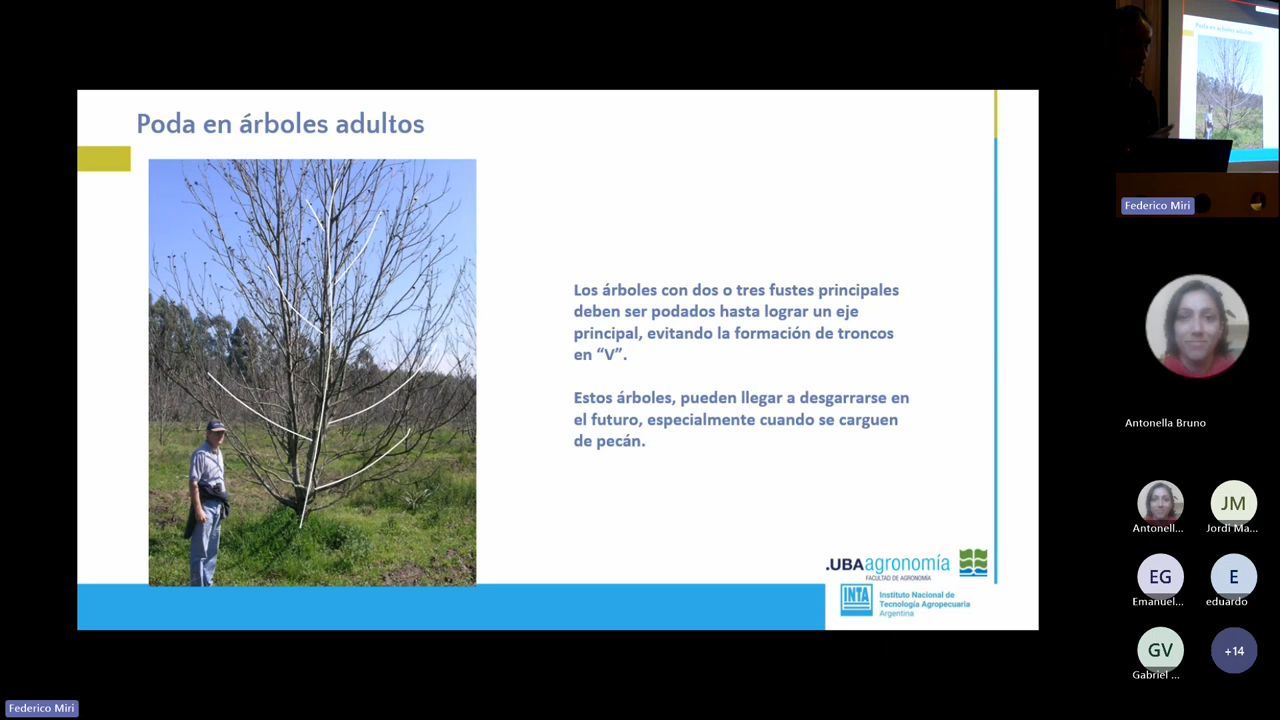 Poda en árboles adultos
Los árboles con dos o tres fustes principales
deben ser podados hasta lograr un eje
principal, evitando la formación de troncos
en “V”.
Estos árboles, pueden llegar a desgarrarse en
el futuro, especialmente cuando se carguen
de pecán.
.UBAagronomía
FACULTAD DE AGRONOMÍA
INTA
Instituto Nacional de
Tecnología Agropecuaria
Argentina
Poda en árboles adultos
Federico Miri
Antonella Bruno
Antonell...
JM
Jordi Ma...
EG
Emanuel...
E
eduardo
GV
Gabriel ...
+14
Federico Miri